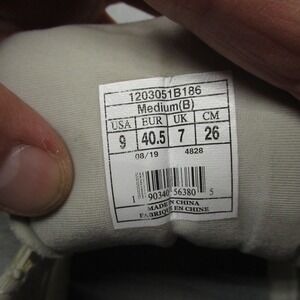 1203051B186
Medium(B)
USA EUR UK CM
9 40.5 7 26
08/19 4828
1 90340 56380 5
MADE IN CHINA
FABRIQUE EN CHINE